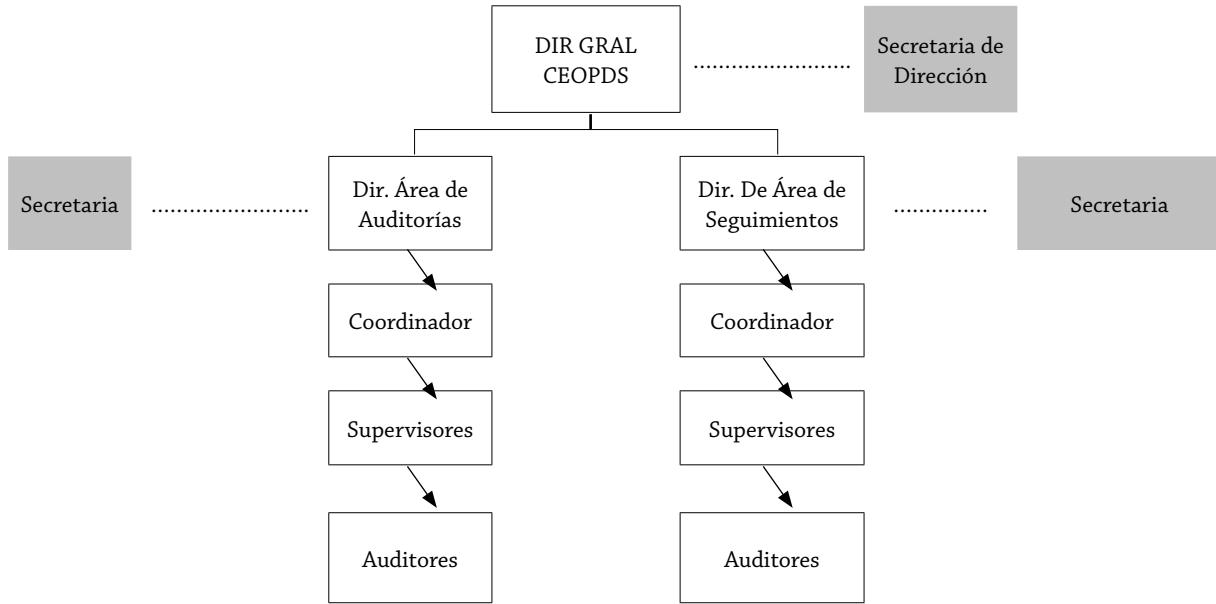 DIR GRAL
CEOPDS
Secretaria de
Dirección
Secretaria
Dir. Área de
Auditorías
Dir. De Área de
Seguimientos
Secretaria
Coordinador
Coordinador
Supervisores
Supervisores
Auditores
Auditores